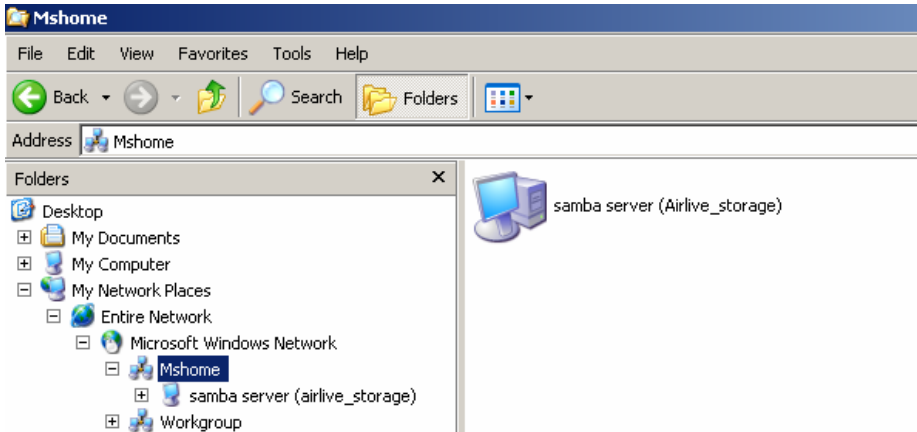 Mshome
File Edit View Favorites Tools Help
Back Search Folders
Address Mshome
Folders x
Desktop
My Documents
My Computer
My Network Places
Entire Network
Microsoft Windows Network
Mshome
samba server (airlive_storage)
Workgroup
samba server (Airlive_storage)